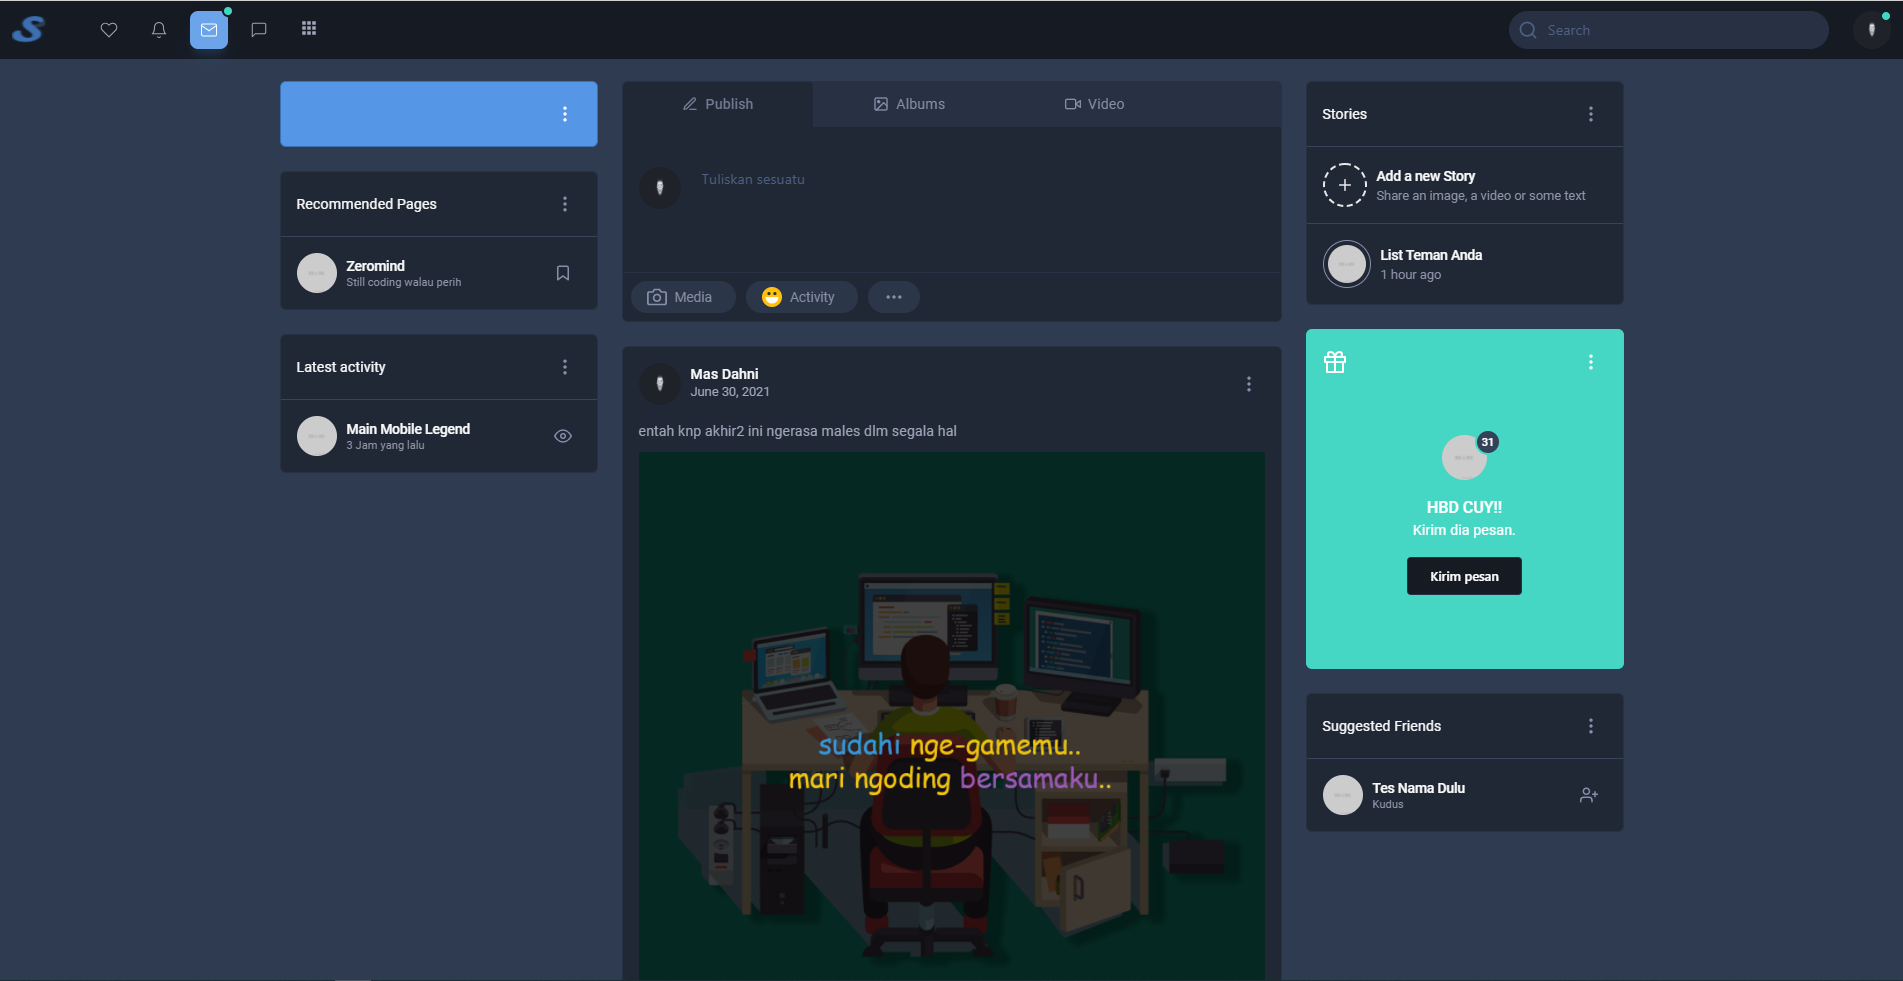 S
Search
Recommended Pages
Zeromind
Still coding walau perih
Latest activity
Main Mobile Legend
3 Jam yang lalu
Publish
Albums
Video
Tuliskan sesuatu
Media
Activity
Mas Dahni
June 30, 2021
entah knp akhir2 ini ngerasa males dlm segala hal
sudahi nge-gamemu..
mari ngoding bersamaku..
Stories
Add a new Story
Share an image, a video or some text
List Teman Anda
1 hour ago
31
HBD CUY!!
Kirim dia pesan.
Kirim pesan
Suggested Friends
Tes Nama Dulu
Kudus